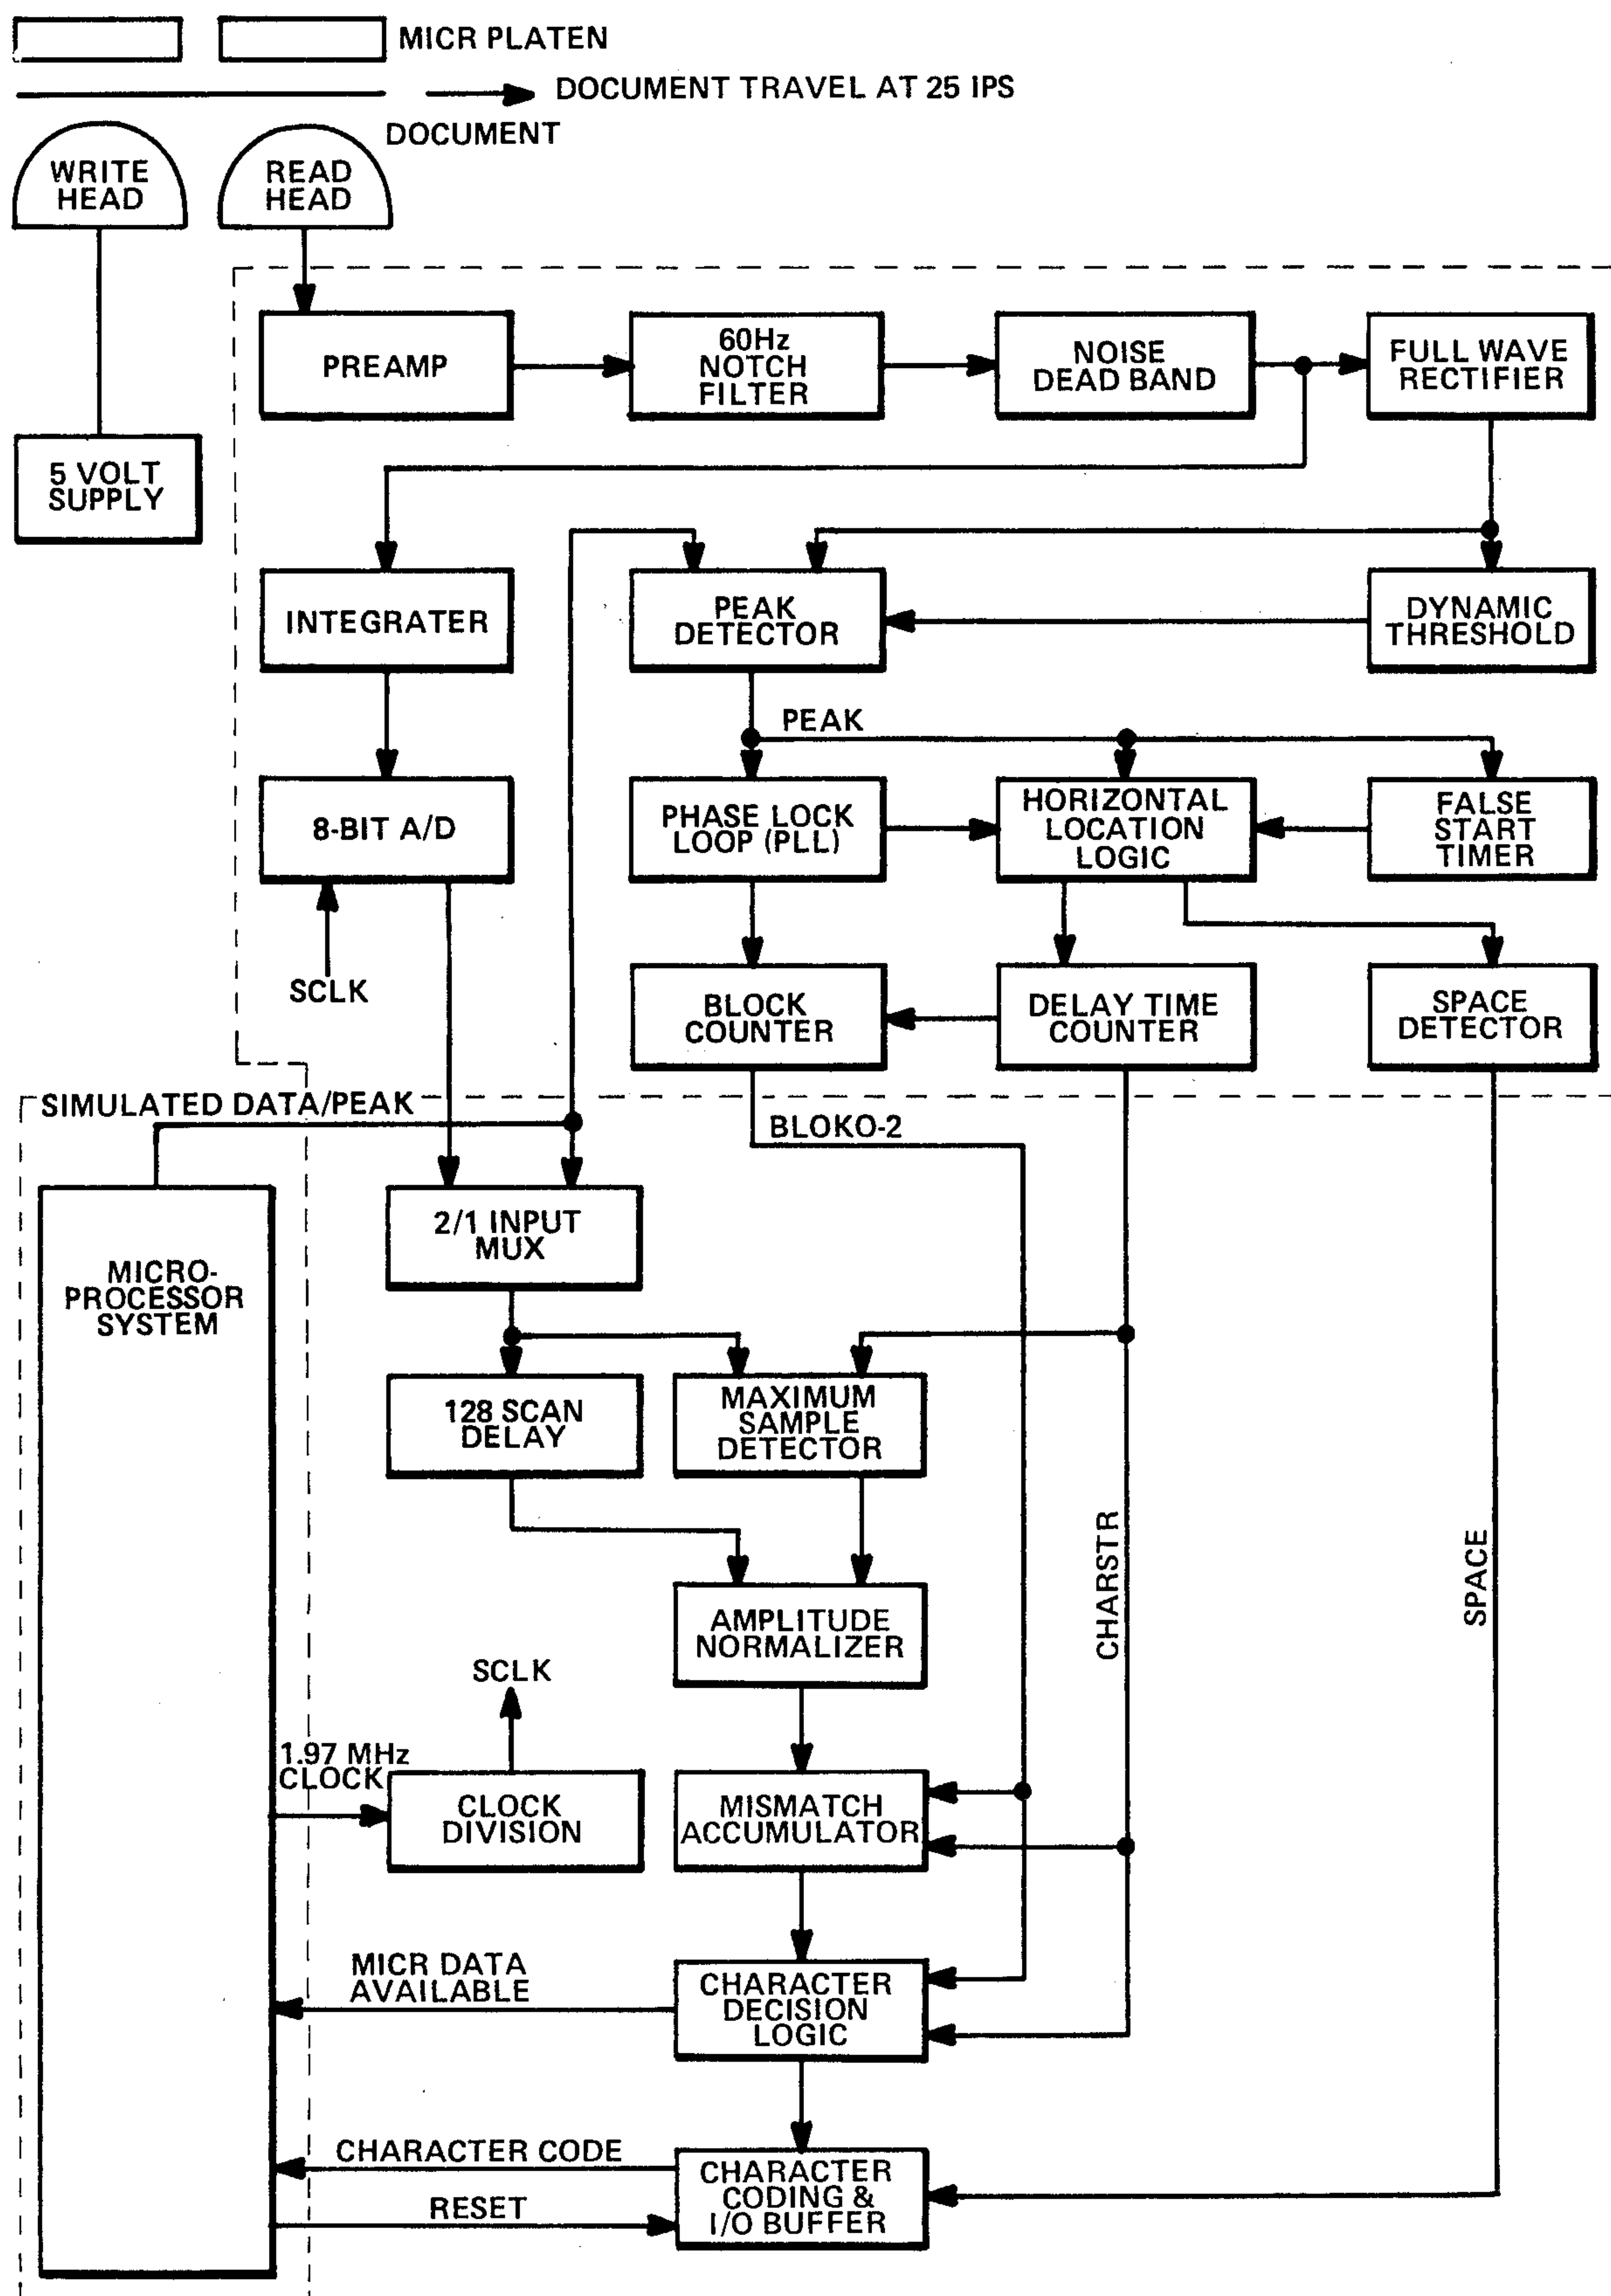 MICR PLATEN
DOCUMENT TRAVEL AT 25 IPS
DOCUMENT
WRITE
HEAD
READ
HEAD
PREAMP
60Hz
NOTCH
FILTER
NOISE
DEAD BAND
FULL WAVE
RECTIFIER
5 VOLT
SUPPLY
INTEGRATER
PEAK
DETECTOR
DYNAMIC
THRESHOLD
PEAK
8-BIT A/D
PHASE LOCK
LOOP (PLL)
HORIZONTAL
LOCATION
LOGIC
FALSE
START
TIMER
SCLK
BLOCK
COUNTER
DELAY TIME
COUNTER
SPACE
DETECTOR
SIMULATED DATA/PEAK
BLOKO-2
2/1 INPUT
MUX
MICRO-
PROCESSOR
SYSTEM
128 SCAN
DELAY
MAXIMUM
SAMPLE
DETECTOR
CHARSTR
SPACE
AMPLITUDE
NORMALIZER
SCLK
1.97 MHz
CLOCK
CLOCK
DIVISION
MISMATCH
ACCUMULATOR
MICR DATA
AVAILABLE
CHARACTER
DECISION
LOGIC
CHARACTER CODE
RESET
CHARACTER
CODING &
I/O BUFFER